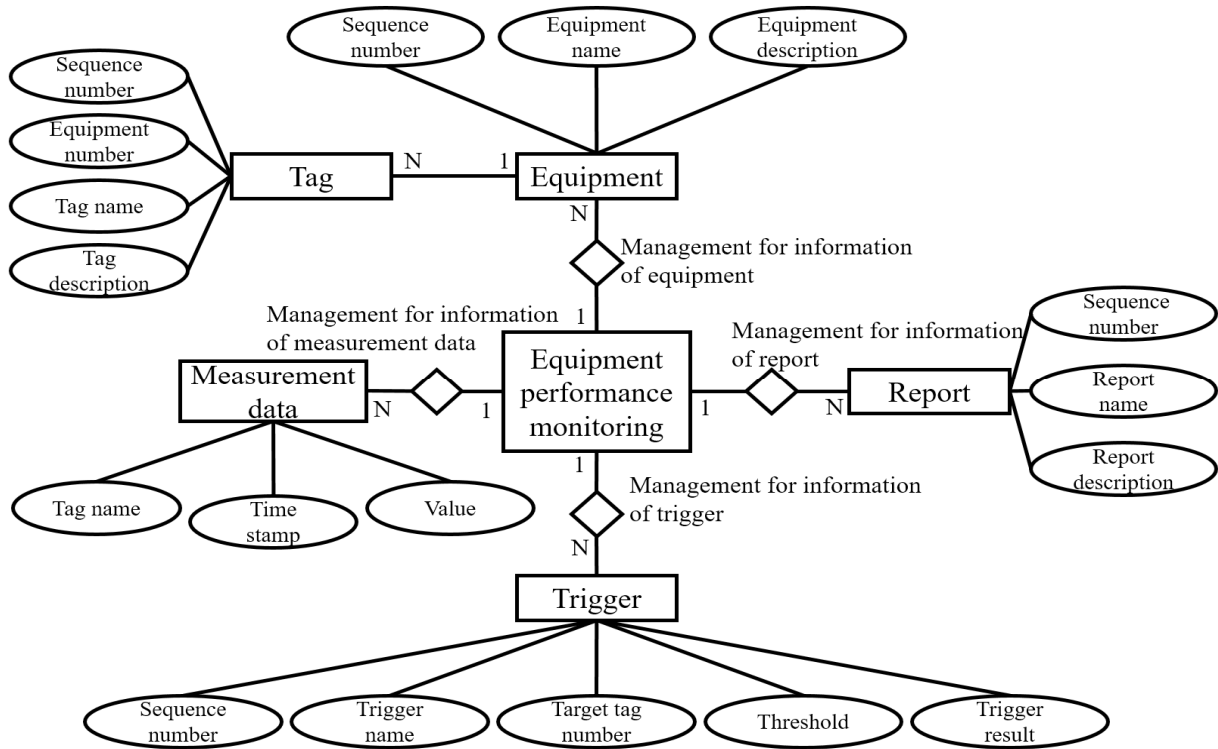 Sequence
number
Equipment
name
Equipment
description
Sequence
number
Equipment
number
Tag name
Tag
description
Tag
N
1
Equipment
N
Management for information
of equipment
1
Management for information
of measurement data
Measurement
data
N
1
Equipment
performance
monitoring
Management for information
of report
1
N
Report
Sequence
number
Report
name
Report
description
Tag name
Time
stamp
Value
1
Management for information
of trigger
N
Trigger
Sequence
number
Trigger
name
Target tag
number
Threshold
Trigger
result